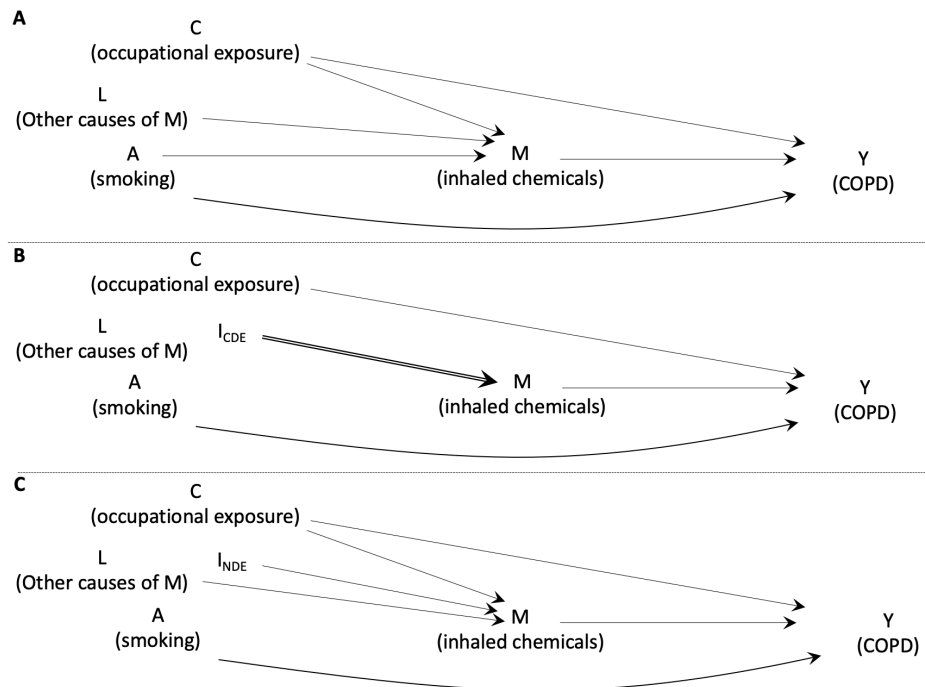 A
C
(occupational exposure)
L
(Other causes of M)
A
(smoking)
M
(inhaled chemicals)
Y
(COPD)
B
C
(occupational exposure)
L
(Other causes of M)
I_CDE
A
(smoking)
M
(inhaled chemicals)
Y
(COPD)
C
C
(occupational exposure)
L
(Other causes of M)
I_NDE
A
(smoking)
M
(inhaled chemicals)
Y
(COPD)